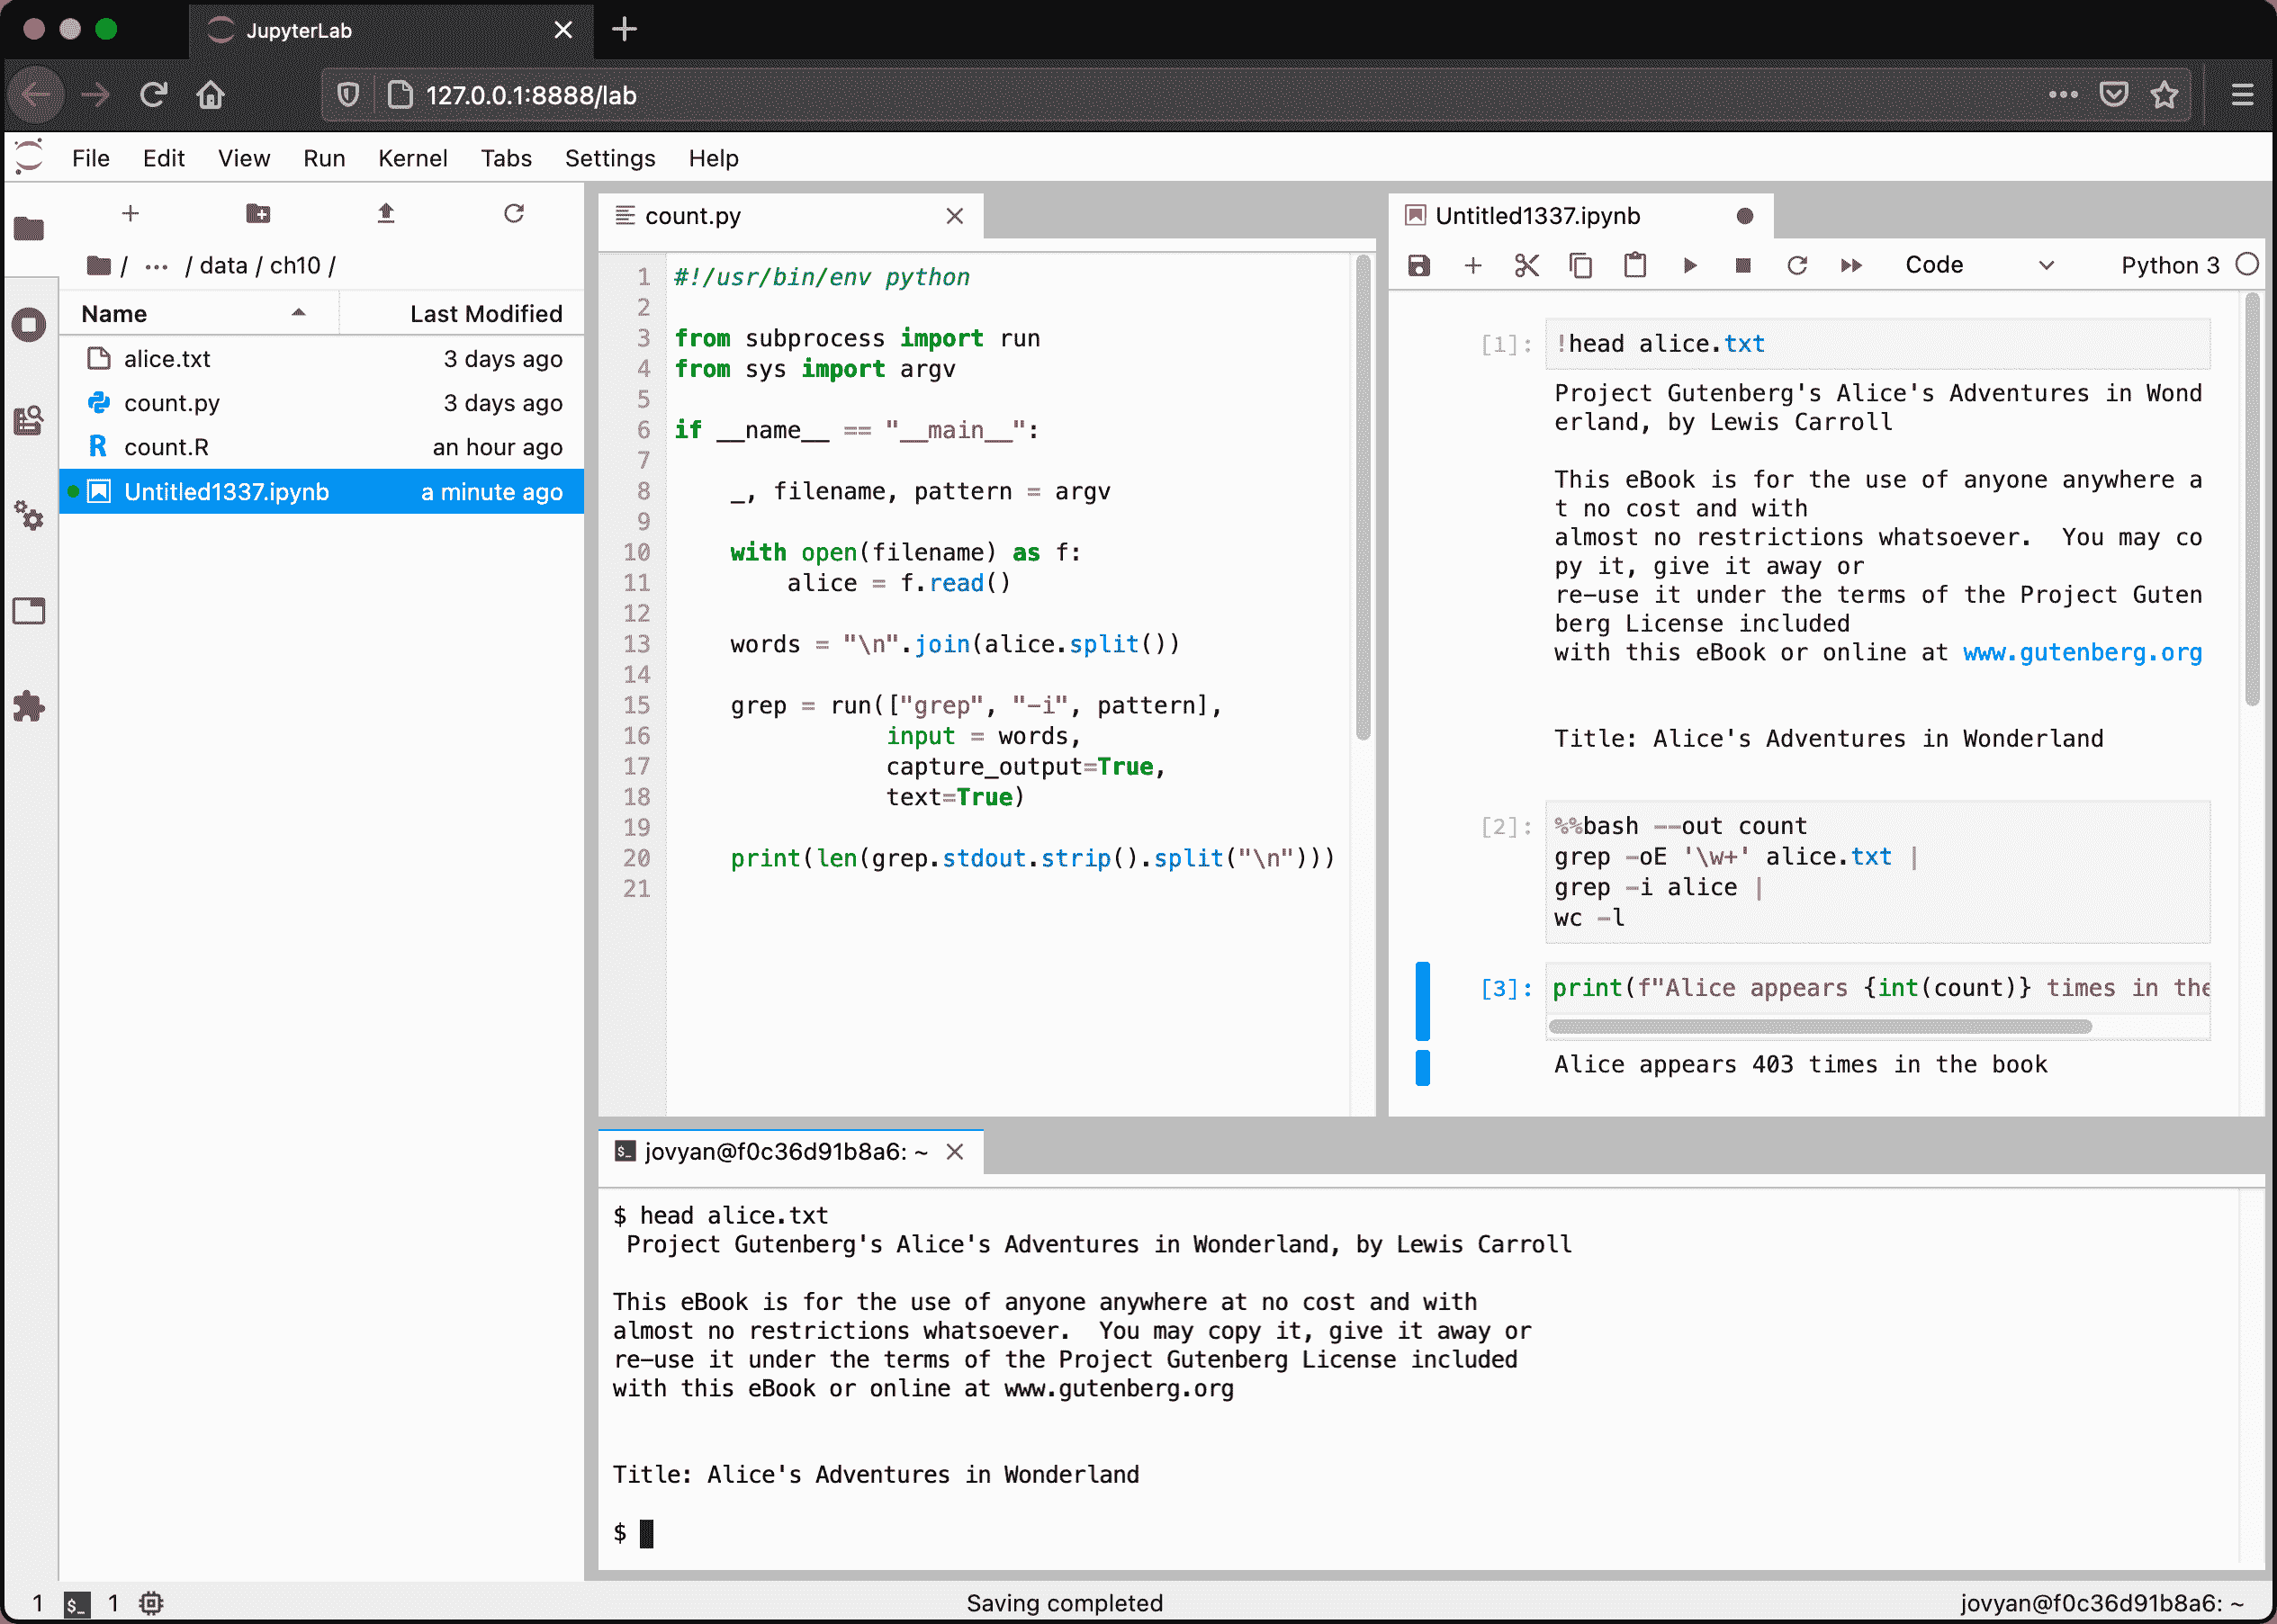 JupyterLab
127.0.0.1:8888/lab
File Edit View Run Kernel Tabs Settings Help
/ ... / data / ch10 /
Name Last Modified
alice.txt 3 days ago
count.py 3 days ago
count.R an hour ago
Untitled1337.ipynb a minute ago
count.py
1 #!/usr/bin/env python
2
3 from subprocess import run
4 from sys import argv
5
6 if __name__ == "__main__":
7
8 _, filename, pattern = argv
9
10 with open(filename) as f:
11 alice = f.read()
12
13 words = "\n".join(alice.split())
14
15 grep = run(["grep", "-i", pattern],
16 input = words,
17 capture_output=True,
18 text=True)
19
20 print(len(grep.stdout.strip().split("\n")))
21
Untitled1337.ipynb
Code Python 3
[1]: !head alice.txt
Project Gutenberg's Alice's Adventures in Wond
erland, by Lewis Carroll
This eBook is for the use of anyone anywhere a
t no cost and with
almost no restrictions whatsoever.  You may co
py it, give it away or
re-use it under the terms of the Project Guten
berg License included
with this eBook or online at www.gutenberg.org
Title: Alice's Adventures in Wonderland
[2]: %%bash --out count
grep -oE '\w+' alice.txt |
grep -i alice |
wc -l
[3]: print(f"Alice appears {int(count)} times in the
Alice appears 403 times in the book
$_ jovyan@f0c36d91b8a6: ~
$ head alice.txt
Project Gutenberg's Alice's Adventures in Wonderland, by Lewis Carroll
This eBook is for the use of anyone anywhere at no cost and with
almost no restrictions whatsoever.  You may copy it, give it away or
re-use it under the terms of the Project Gutenberg License included
with this eBook or online at www.gutenberg.org
Title: Alice's Adventures in Wonderland
$
1 $_ 1 Saving completed jovyan@f0c36d91b8a6: ~